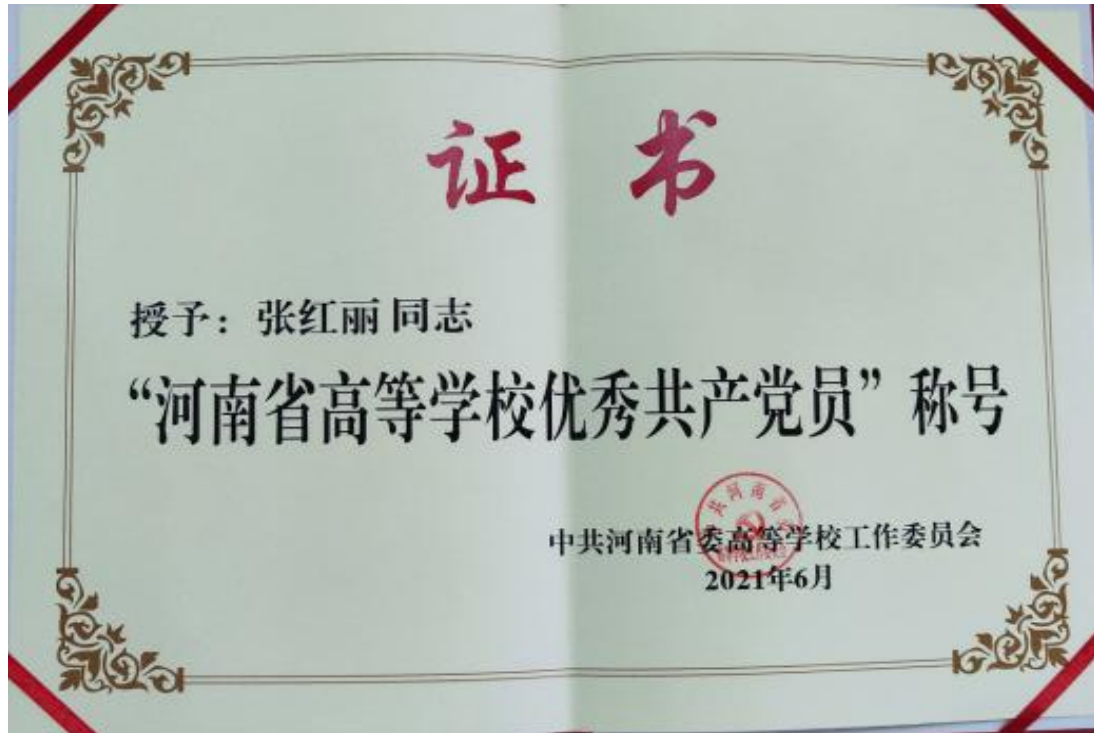 证书
授予：张红丽 同志
“河南省高等学校优秀共产党员”称号
中共河南省委高等学校工作委员会
2021年6月